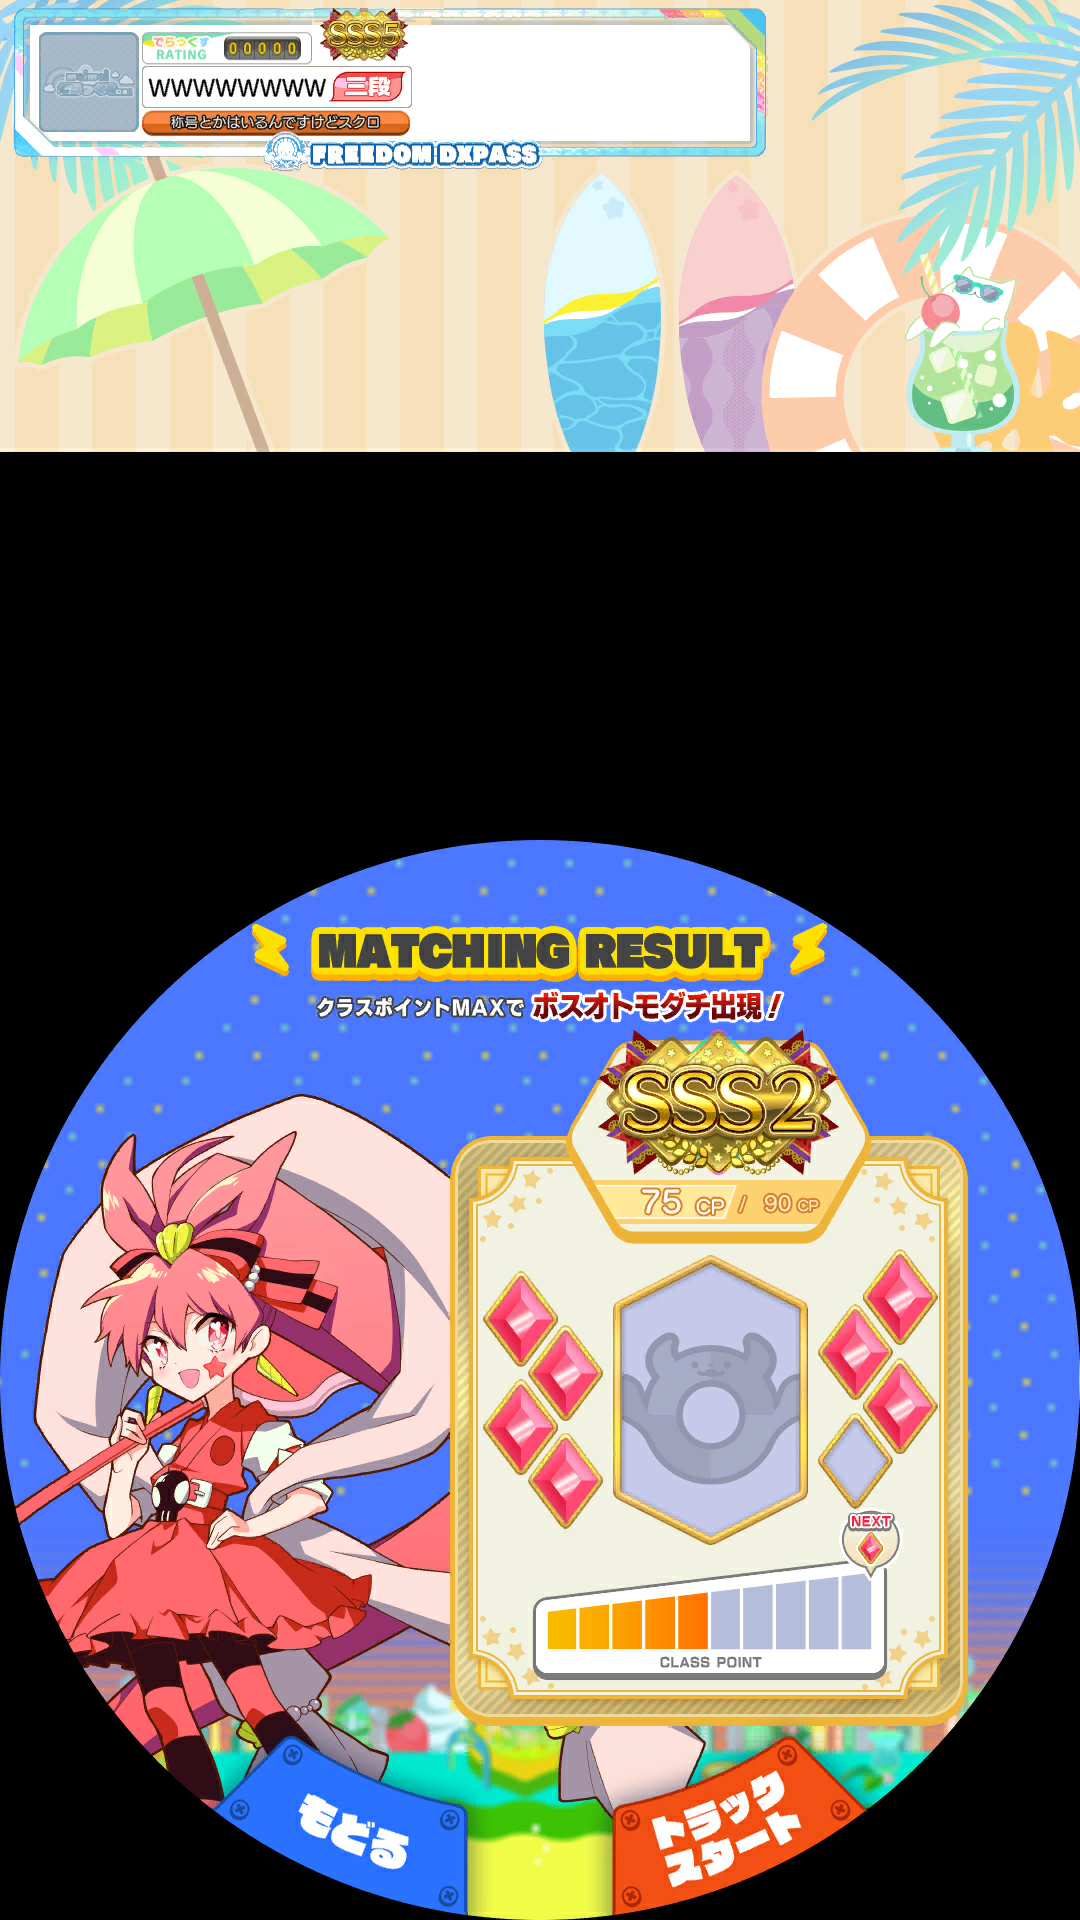 SSS5
でらっくす
RATING
00000
WWWWWWWW
三段
称号とかはいるんですけどスクロ
FREEDOM DXPASS
MATCHING RESULT
クラスポイントMAXで ボスオトモダチ出現！
SSS2
75 CP / 90 CP
NEXT
CLASS POINT
もどる
トラック
スタート